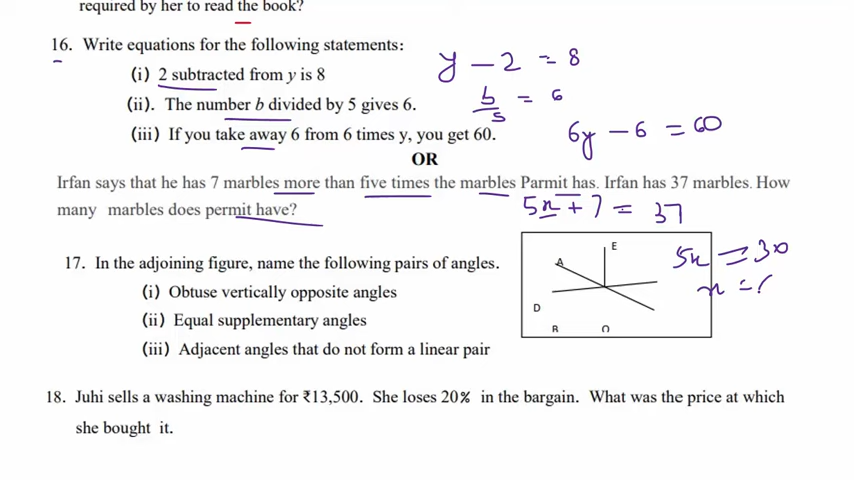 required by her to read the book?
16. Write equations for the following statements:
(i) 2 subtracted from y is 8
y - 2 = 8
(ii). The number b divided by 5 gives 6.
b/5 = 6
(iii) If you take away 6 from 6 times y, you get 60.
6y - 6 = 60
OR
Irfan says that he has 7 marbles more than five times the marbles Parmit has. Irfan has 37 marbles. How
many marbles does permit have?
5x + 7 = 37
5x = 30
x =
17. In the adjoining figure, name the following pairs of angles.
E
A
D
(i) Obtuse vertically opposite angles
(ii) Equal supplementary angles
(iii) Adjacent angles that do not form a linear pair
18. Juhi sells a washing machine for ₹13,500. She loses 20% in the bargain. What was the price at which
she bought it.